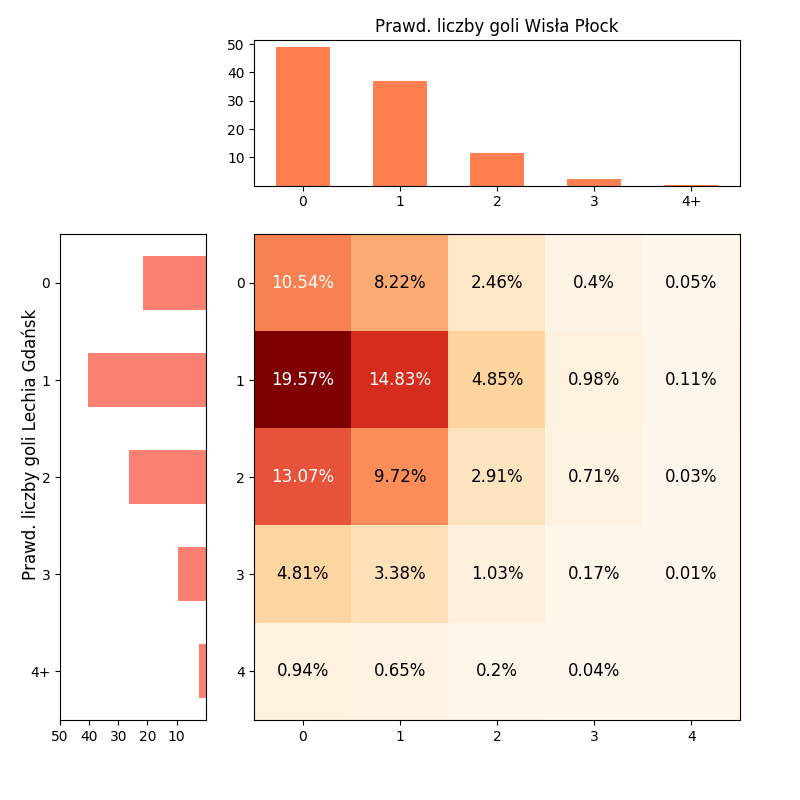 Prawd. liczby goli Wisła Płock
50
40
30
20
10
0 1 2 3 4+
Prawd. liczby goli Lechia Gdańsk
0
1
2
3
4+
50 40 30 20 10
0 10.54% 8.22% 2.46% 0.4% 0.05%
1 19.57% 14.83% 4.85% 0.98% 0.11%
2 13.07% 9.72% 2.91% 0.71% 0.03%
3 4.81% 3.38% 1.03% 0.17% 0.01%
4 0.94% 0.65% 0.2% 0.04%
0 1 2 3 4